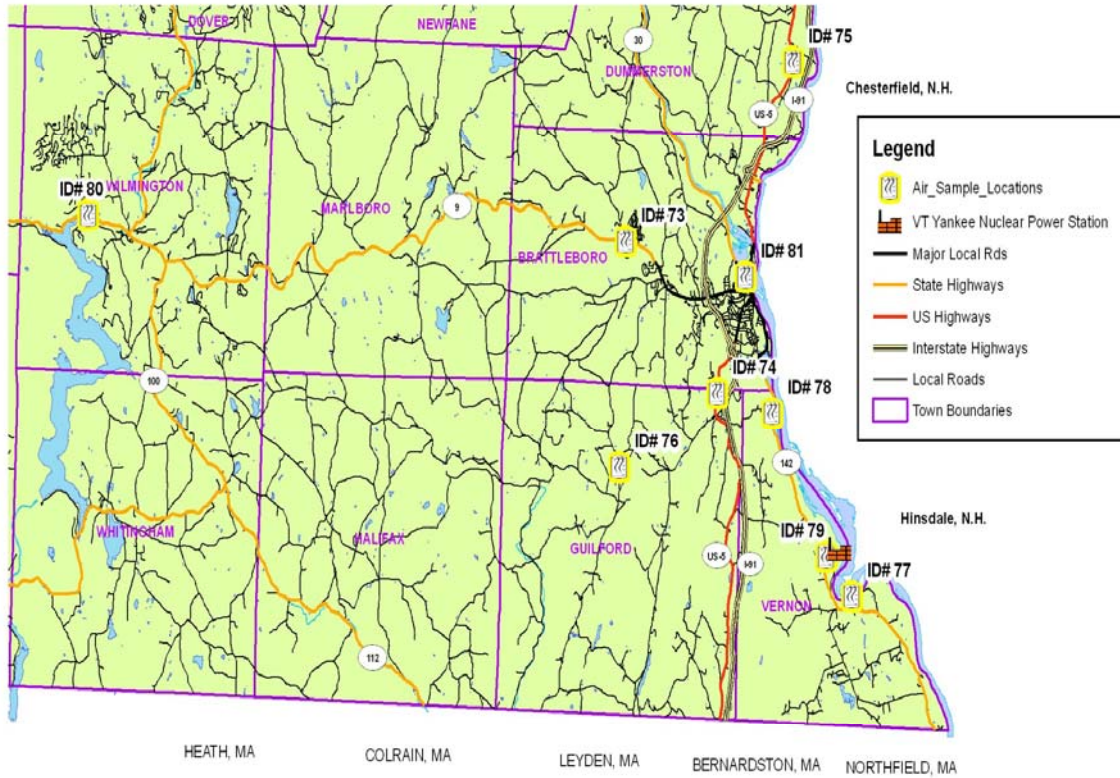 DOVER
NEWFANE
30
ID# 75
DUMMERSTON
Chesterfield, N.H.
US-5
I-91
Legend
Air_Sample_Locations
VT Yankee Nuclear Power Station
Major Local Rds
State Highways
US Highways
Interstate Highways
Local Roads
Town Boundaries
ID# 80
WILMINGTON
MARLBORO
9
ID# 73
BRATTLEBORO
ID# 81
100
ID# 74
ID# 78
ID# 76
142
Hinsdale, N.H.
WHITINGHAM
HALIFAX
GUILFORD
US-5
I-91
ID# 79
ID# 77
VERNON
112
HEATH, MA
COLRAIN, MA
LEYDEN, MA
BERNARDSTON, MA
NORTHFIELD, MA